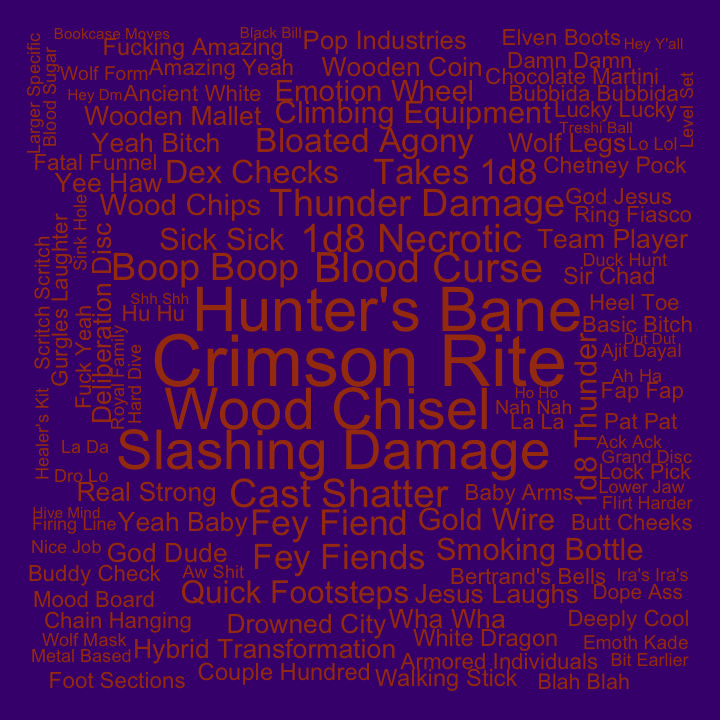 Bookcase Moves
Black Bill
Fucking Amazing
Pop Industries
Elven Boots
Hey Y'all
Larger Specific
Blood Sugar
Wolf Form
Amazing Yeah
Wooden Coin
Damn Damn
Chocolate Martini
Level Set
Hey Dm
Ancient White
Emotion Wheel
Bubbida Bubbida
Wooden Mallet
Climbing Equipment
Lucky Lucky
Treshi Ball
Yeah Bitch
Bloated Agony
Wolf Legs
Lo Lol
Fatal Funnel
Dex Checks
Takes 1d8
Chetney Pock
Yee Haw
Wood Chips
Thunder Damage
God Jesus
Ring Fiasco
Sink Hole
Sick Sick
1d8 Necrotic
Team Player
Gurgles Laughter
Deliberation Disc
Scritch Scritch
Boop Boop
Blood Curse
Duck Hunt
Sir Chad
Shh Shh
Hu Hu
Hunter's Bane
Heel Toe
Basic Bitch
Fuck Yeah
Royal Family
Hard Dive
Crimson Rite
Dut Dut
Ajit Dayal
Ah Ha
Ho Ho
Fap Fap
Wood Chisel
Nah Nah
La La
1d8 Thunder
Pat Pat
Healer's Kit
La Da
Slashing Damage
Ack Ack
Grand Disc
Lock Pick
Dro Lo
Real Strong
Cast Shatter
Baby Arms
Lower Jaw
Flirt Harder
Hive Mind
Firing Line
Yeah Baby
Fey Fiend
Gold Wire
Butt Cheeks
Nice Job
God Dude
Fey Fiends
Smoking Bottle
Buddy Check
Aw Shit
Bertrand's Bells
Ira's Ira's
Mood Board
Quick Footsteps
Jesus Laughs
Dope Ass
Chain Hanging
Drowned City
Wha Wha
Deeply Cool
Wolf Mask
Metal Based
Hybrid Transformation
White Dragon
Emoth Kade
Armored Individuals
Bit Earlier
Foot Sections
Couple Hundred
Walking Stick
Blah Blah